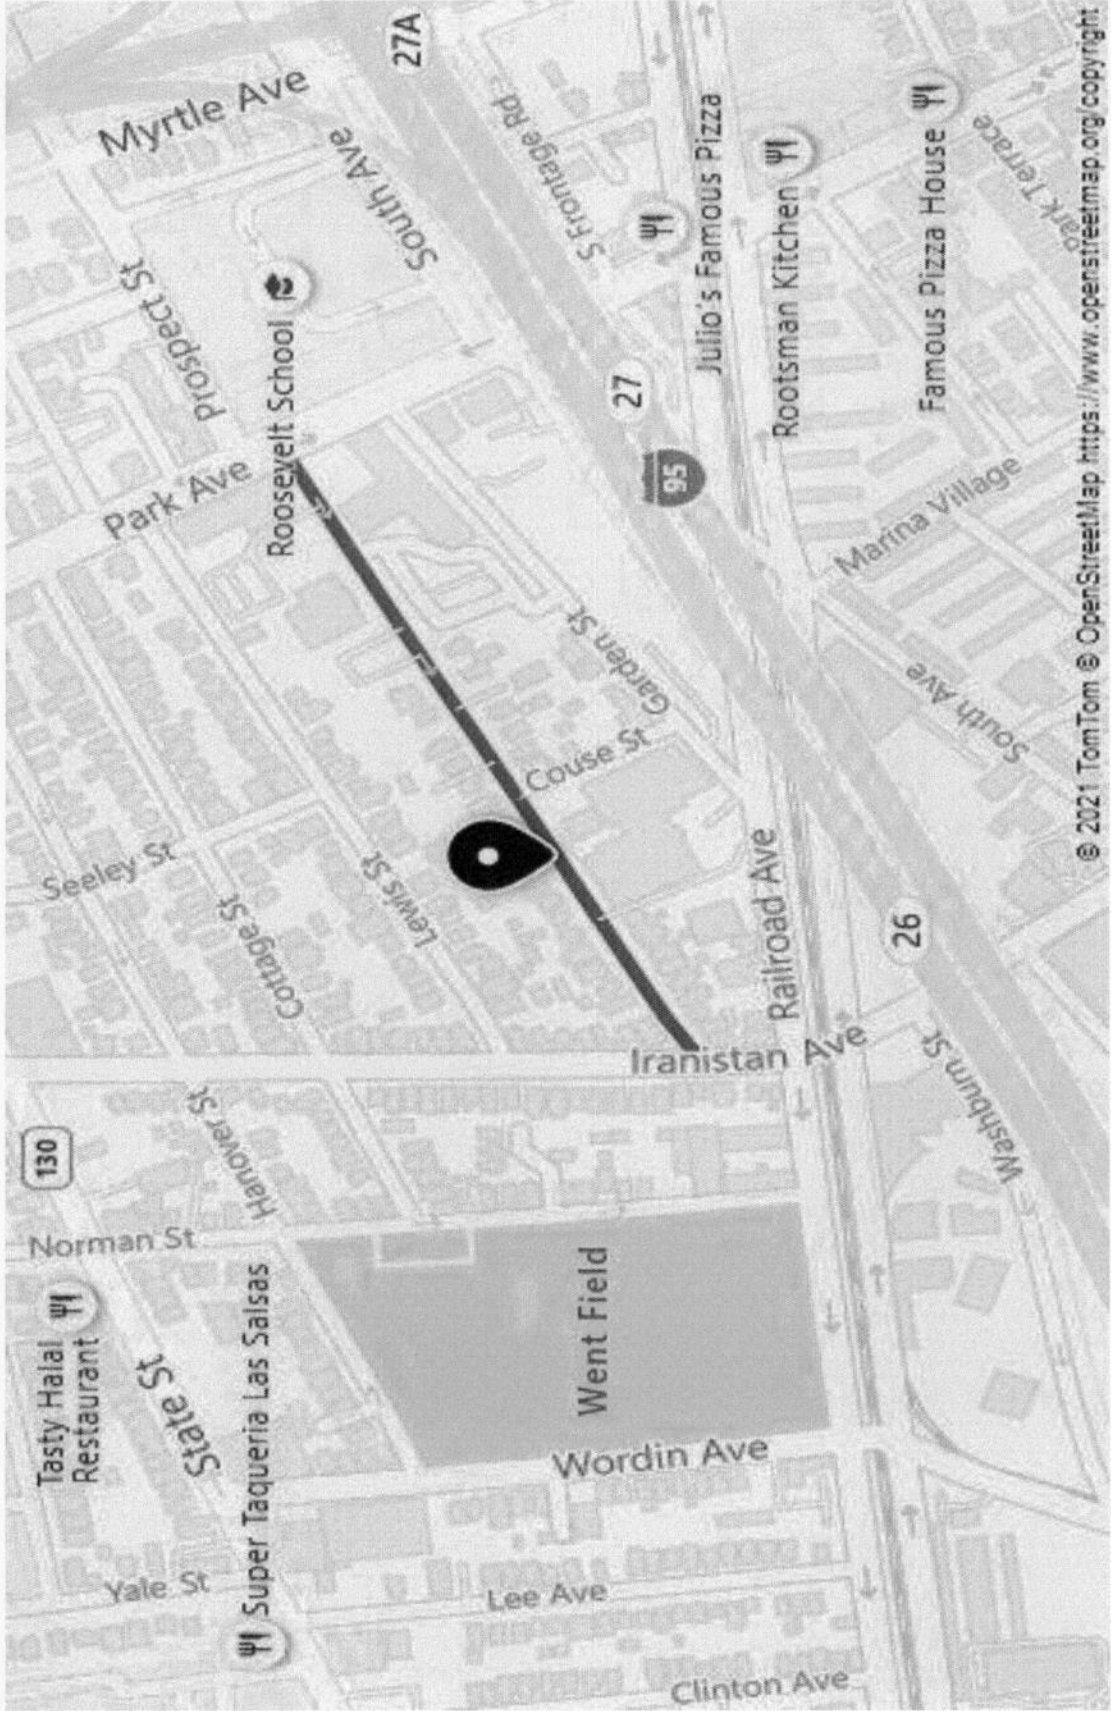 Tasty Halal
Restaurant
130
Norman St
Yale St
State St
Seeley St
Super Taqueria Las Salsas
Hanover St
Cottage St
Park Ave
Prospect St
Myrtle Ave
Roosevelt School
Lewis St
South Ave
27A
Lee Ave
Went Field
Wordin Ave
Couse St
Garden St
S Frontage Rd
27
95
Iranistan Ave
Clinton Ave
Railroad Ave
Julio's Famous Pizza
Rootsman Kitchen
26
Washburn St
South Ave
Marina Village
Famous Pizza House
Park Terrace
© 2021 TomTom © OpenStreetMap https://www.openstreetmap.org/copyright